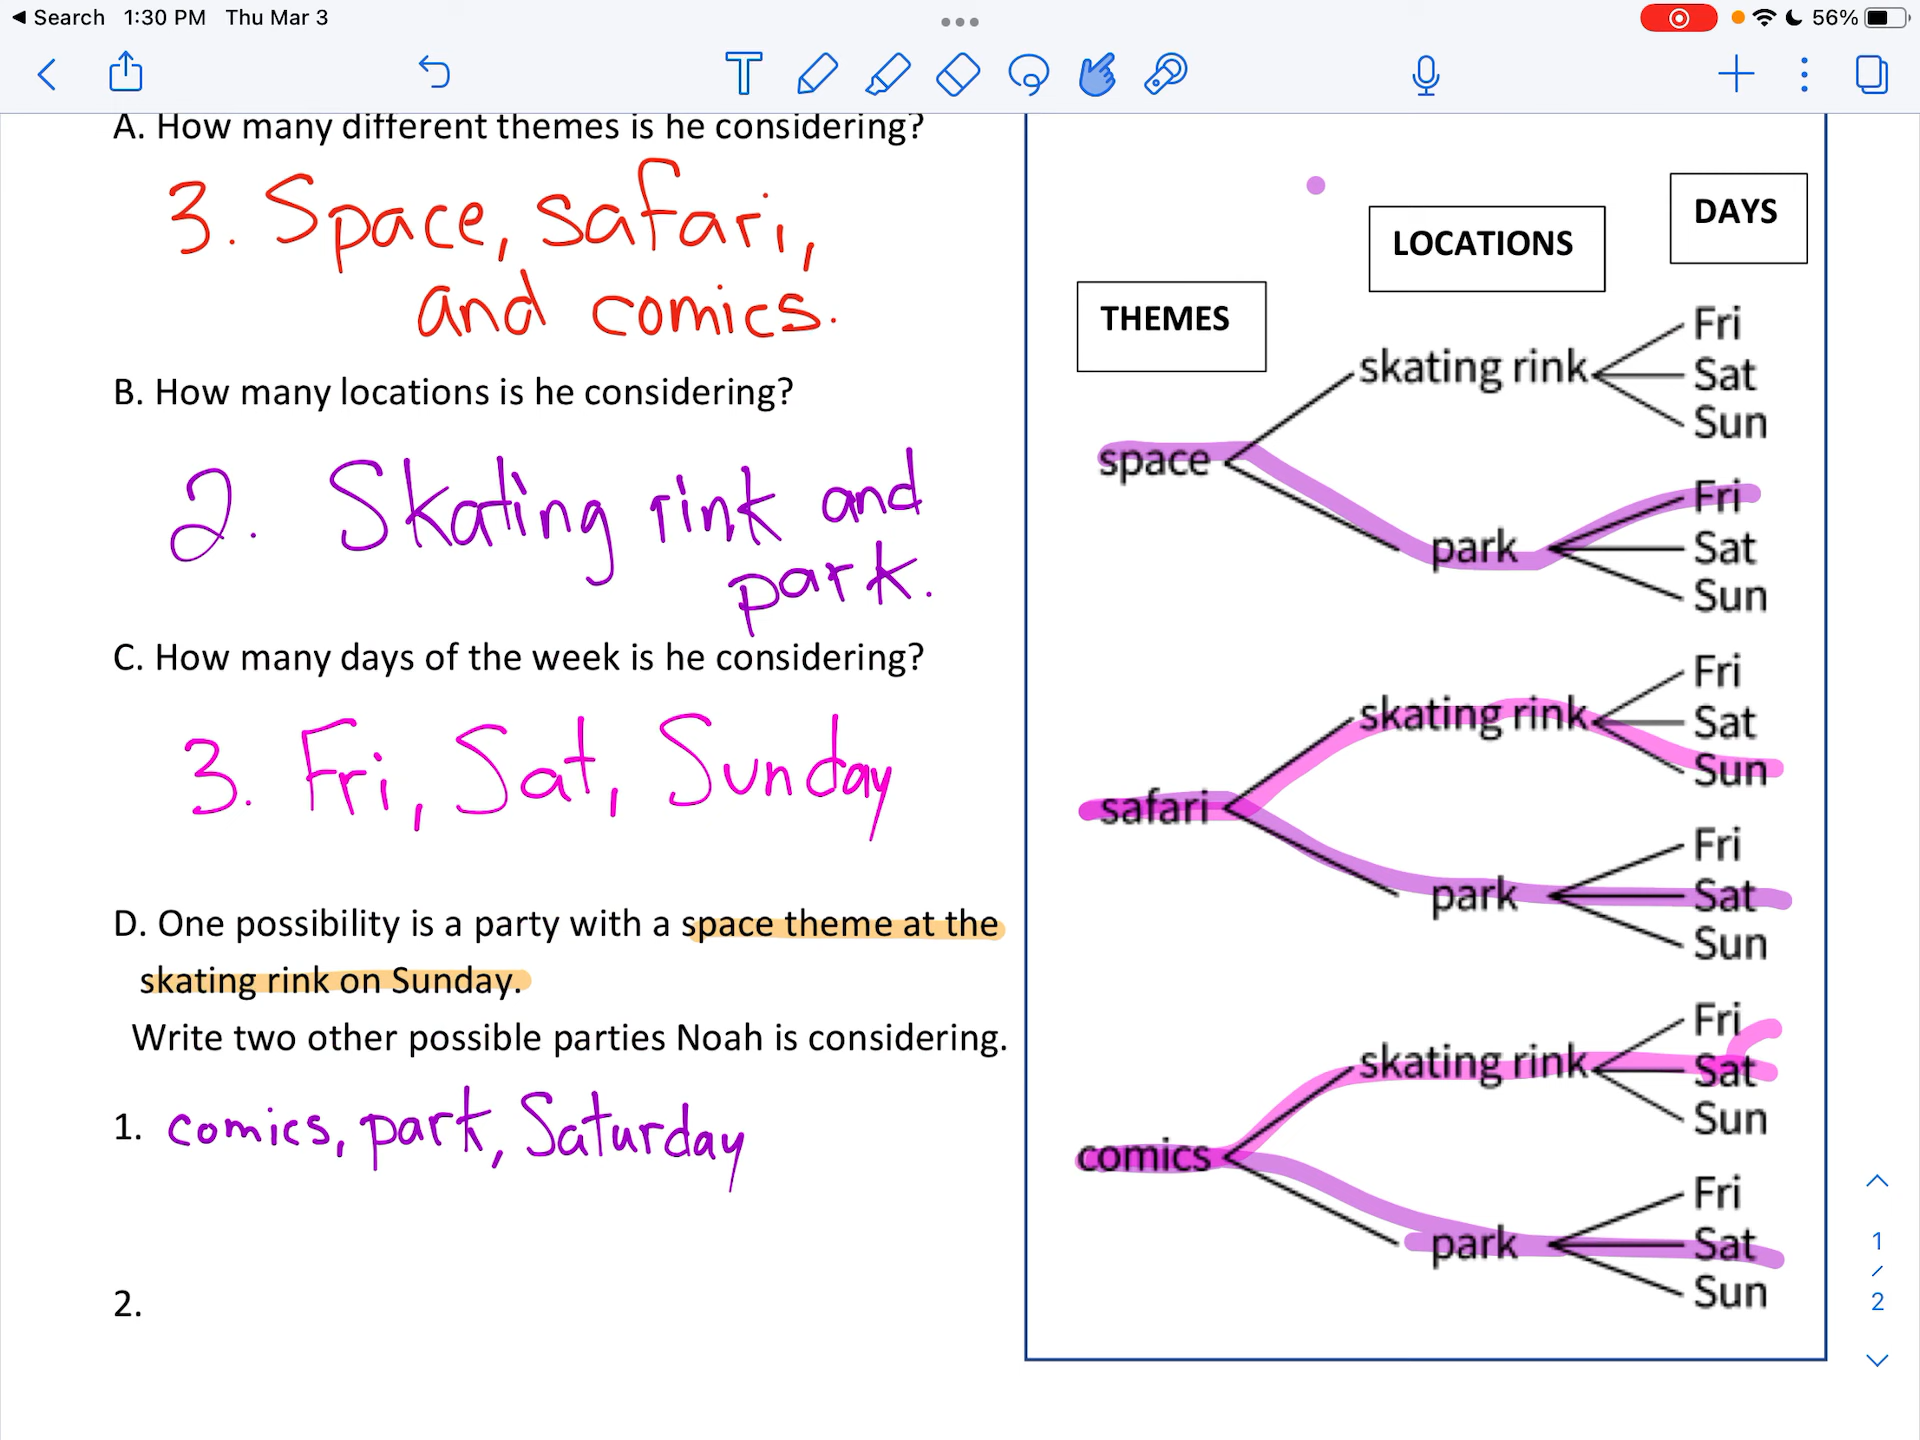 Search 1:30 PM Thu Mar 3 56%
A. How many different themes is he considering?
3. Space, safari,
and comics.
B. How many locations is he considering?
2. Skating rink and
park.
C. How many days of the week is he considering?
3. Fri, Sat, Sunday
D. One possibility is a party with a space theme at the
skating rink on Sunday.
Write two other possible parties Noah is considering.
1. comics, park, Saturday
2.
THEMES
LOCATIONS
DAYS
space
skating rink
Fri
Sat
Sun
park
Fri
Sat
Sun
safari
skating rink
Fri
Sat
Sun
park
Fri
Sat
Sun
comics
skating rink
Fri
Sat
Sun
park
Fri
Sat
Sun
1
/
2